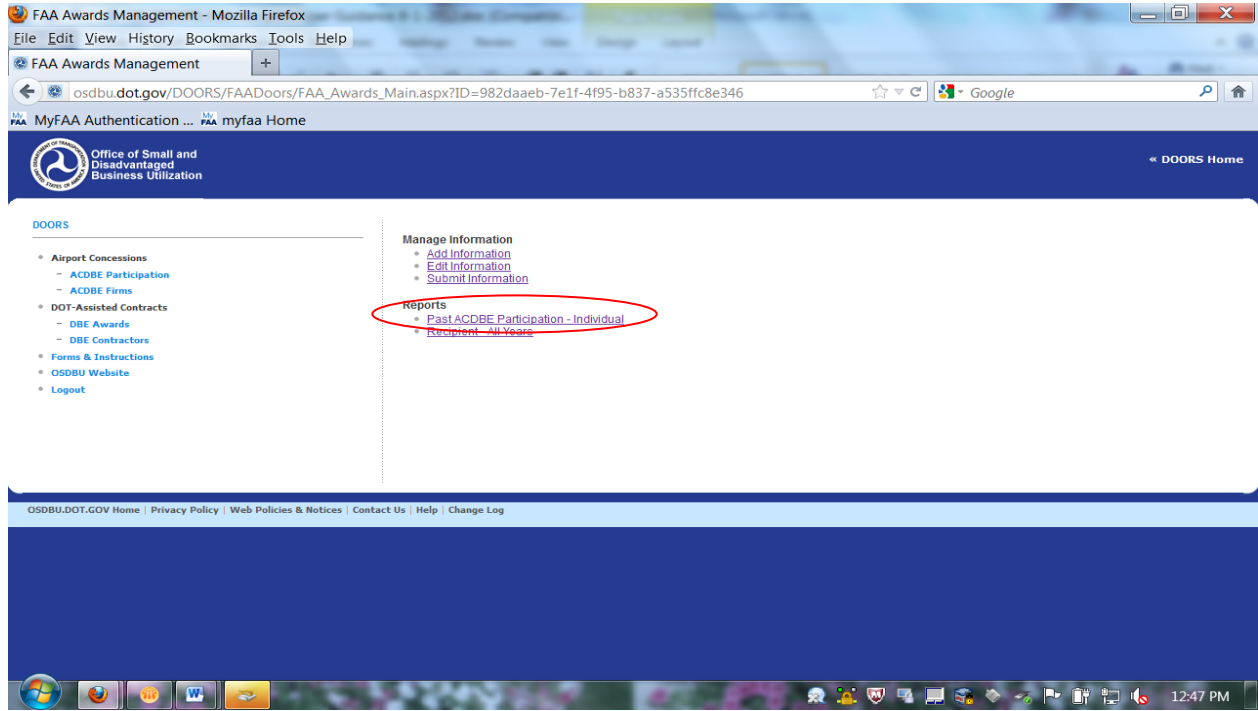 FAA Awards Management - Mozilla Firefox
File Edit View History Bookmarks Tools Help
FAA Awards Management +
osdbu.dot.gov/DOORS/FAADoors/FAA_Awards_Main.aspx?ID=982daaeb-7e1f-4f95-b837-a535ffc8e346 Google
My FAA MyFAA Authentication ... My FAA myfaa Home
Office of Small and
Disadvantaged
Business Utilization
« DOORS Home
DOORS
Airport Concessions
– ACDBE Participation
– ACDBE Firms
DOT-Assisted Contracts
– DBE Awards
– DBE Contractors
Forms & Instructions
OSDBU Website
Logout
Manage Information
Add Information
Edit Information
Submit Information
Reports
Past ACDBE Participation - Individual
Recipient - All Years
OSDBU.DOT.GOV Home | Privacy Policy | Web Policies & Notices | Contact Us | Help | Change Log
12:47 PM